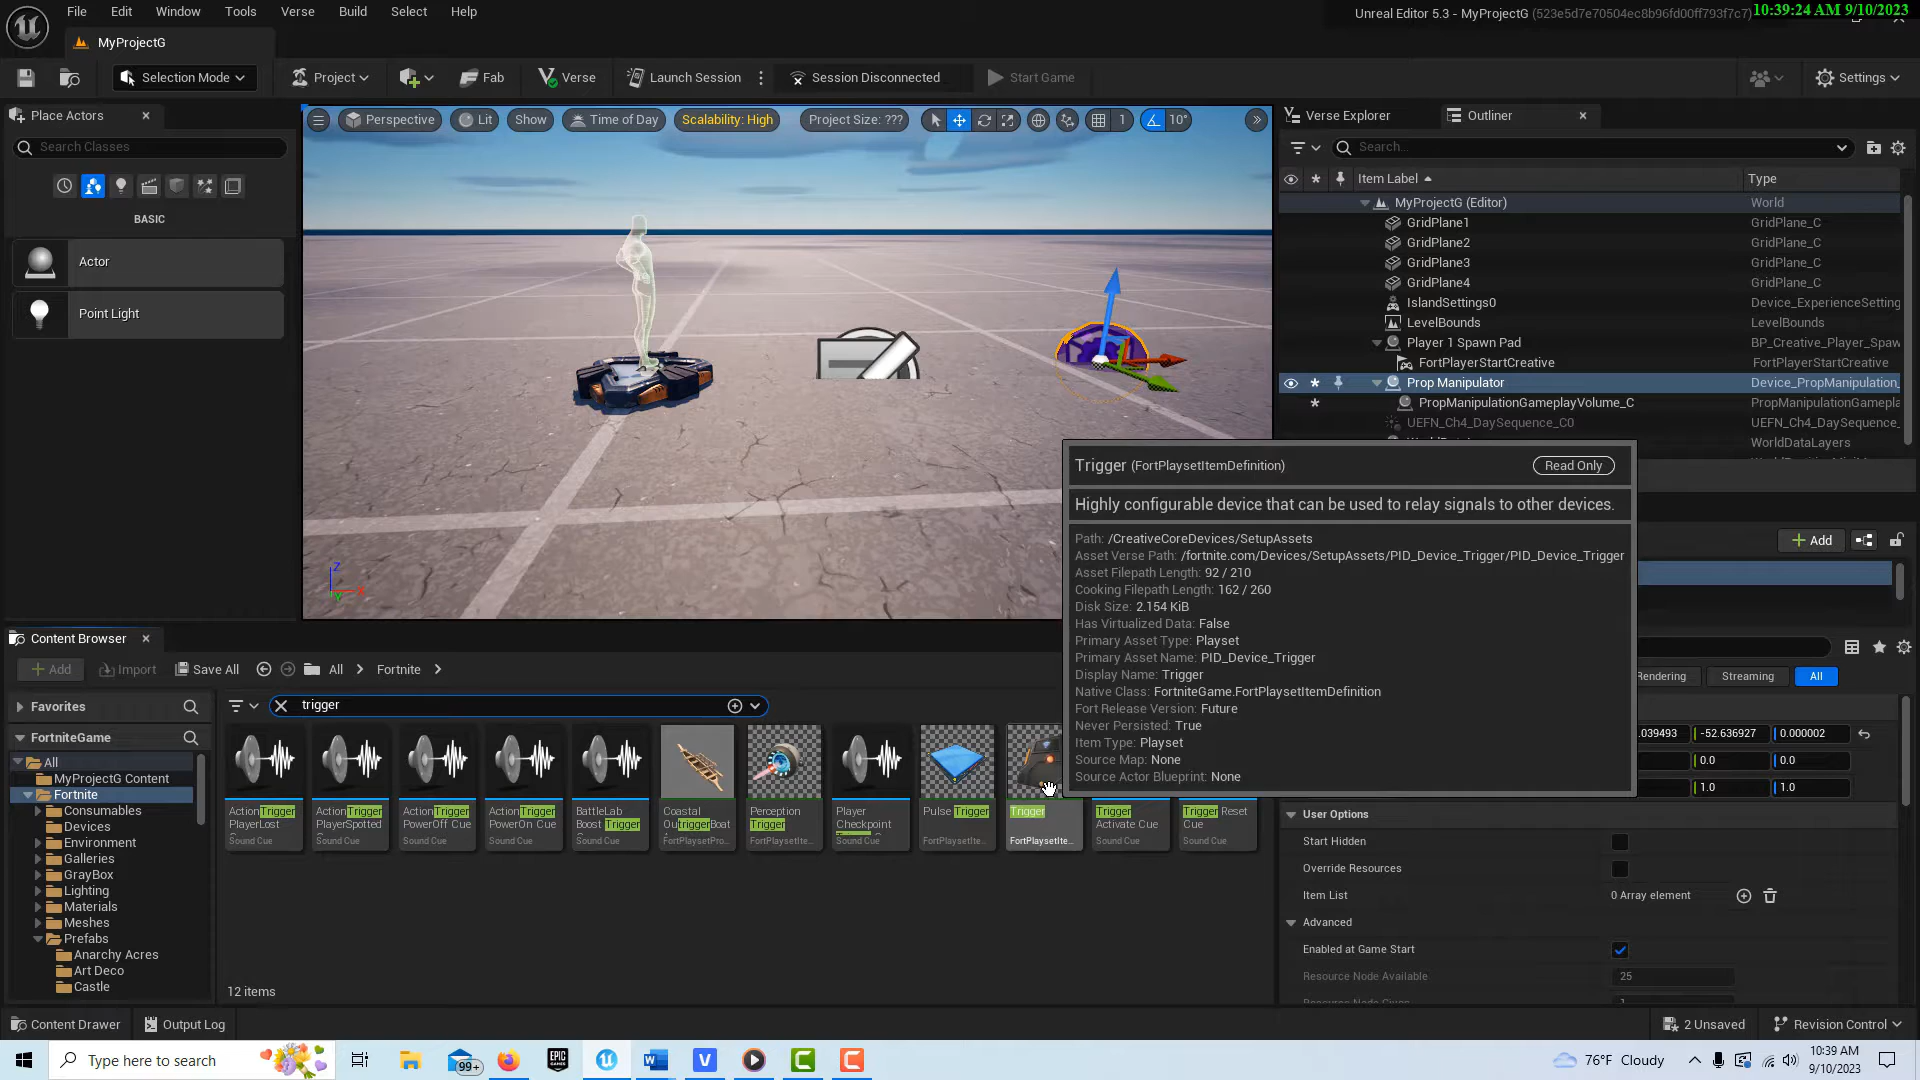 File Edit Window Tools Verse Build Select Help
Unreal Editor 5.3 - MyProjectG (523e5d7e70504ec8b96fd00ff793f7c7)
10:39:24 AM 9/10/2023
MyProjectG
Selection Mode Project Fab Verse Launch Session Session Disconnected Start Game Settings
Place Actors
Search Classes
BASIC
Actor
Point Light
Perspective Lit Show Time of Day Scalability: High Project Size: ??? 1 10°
Z
X
Verse Explorer Outliner
Search...
Item Label Type
MyProjectG (Editor) World
GridPlane1 GridPlane_C
GridPlane2 GridPlane_C
GridPlane3 GridPlane_C
GridPlane4 GridPlane_C
IslandSettings0 Device_ExperienceSetting
LevelBounds LevelBounds
Player 1 Spawn Pad BP_Creative_Player_Spaw
FortPlayerStartCreative FortPlayerStartCreative
Prop Manipulator Device_PropManipulation_
PropManipulationGameplayVolume_C PropManipulationGamepla
UEFN_Ch4_DaySequence_C0 UEFN_Ch4_DaySequence_
WorldDataLayers
Trigger (FortPlaysetItemDefinition) Read Only
Highly configurable device that can be used to relay signals to other devices.
Path: /CreativeCoreDevices/SetupAssets
Asset Verse Path: /fortnite.com/Devices/SetupAssets/PID_Device_Trigger/PID_Device_Trigger
Asset Filepath Length: 92 / 210
Cooking Filepath Length: 162 / 260
Disk Size: 2.154 KiB
Has Virtualized Data: False
Primary Asset Type: Playset
Primary Asset Name: PID_Device_Trigger
Display Name: Trigger
Native Class: FortniteGame.FortPlaysetItemDefinition
Fort Release Version: Future
Never Persisted: True
Item Type: Playset
Source Map: None
Source Actor Blueprint: None
Add
Rendering Streaming All
.039493 -52.636927 0.000002
0.0 0.0
1.0 1.0
User Options
Start Hidden
Override Resources
Item List 0 Array element
Advanced
Enabled at Game Start
Resource Node Available 25
Content Browser
Add Import Save All All Fortnite
Favorites
FortniteGame
All
MyProjectG Content
Fortnite
Consumables
Devices
Environment
Galleries
GrayBox
Lighting
Materials
Meshes
Prefabs
Anarchy Acres
Art Deco
Castle
trigger
ActionTrigger PlayerLost Sound Cue
ActionTrigger PlayerSpotted Sound Cue
ActionTrigger PowerOff Cue Sound Cue
ActionTrigger PowerOn Cue Sound Cue
BattleLab Boost Trigger Sound Cue
Coastal OutriggerBoat FortPlaysetPro...
Perception Trigger FortPlaysetIte...
Player Checkpoint Sound Cue
Pulse Trigger FortPlaysetIte...
Trigger FortPlaysetIte...
Trigger Activate Cue Sound Cue
Trigger Reset Cue Sound Cue
12 items
Content Drawer Output Log 2 Unsaved Revision Control
Type here to search
99+
EPIC GAMES
76°F Cloudy
10:39 AM
9/10/2023